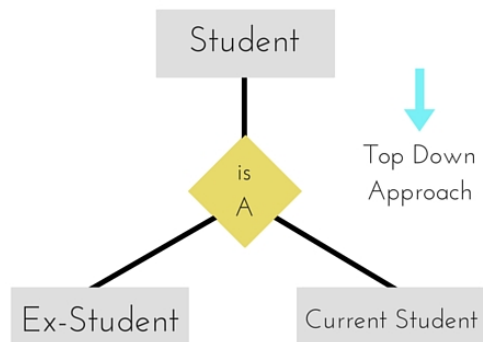 Student
is
A
Top Down
Approach
Ex-Student
Current Student